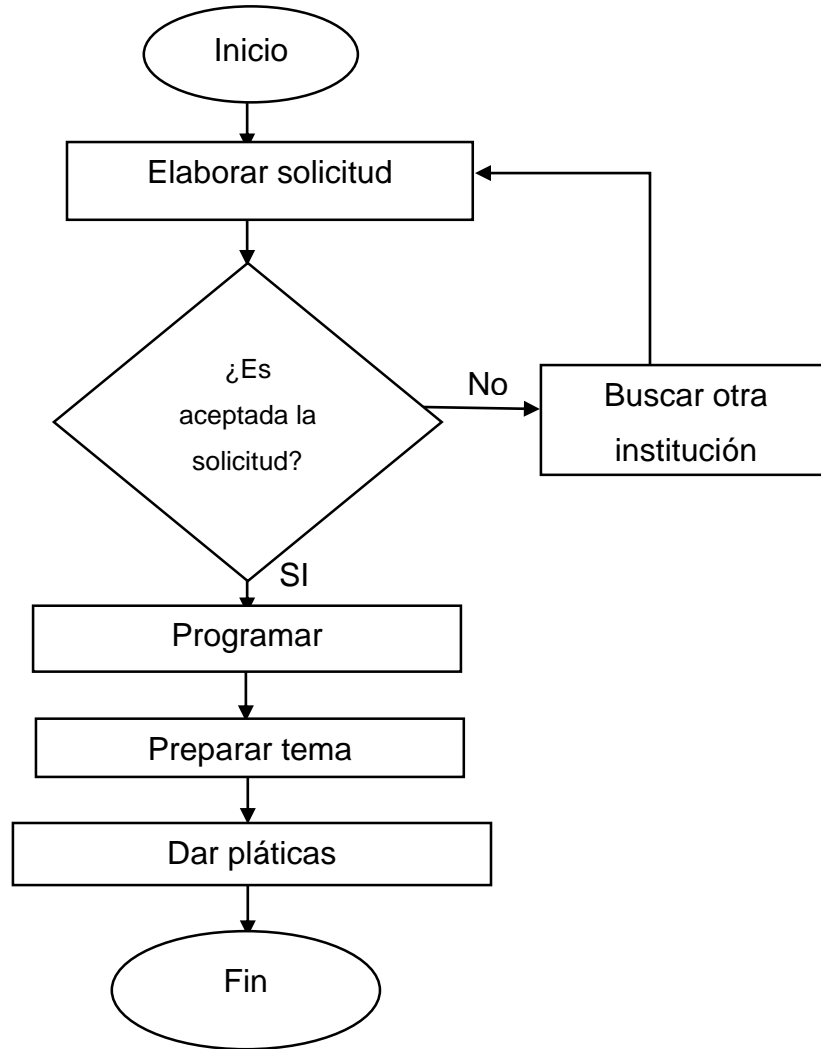 Inicio
Elaborar solicitud
¿Es
aceptada la
solicitud?
No
Buscar otra
institución
SI
Programar
Preparar tema
Dar pláticas
Fin